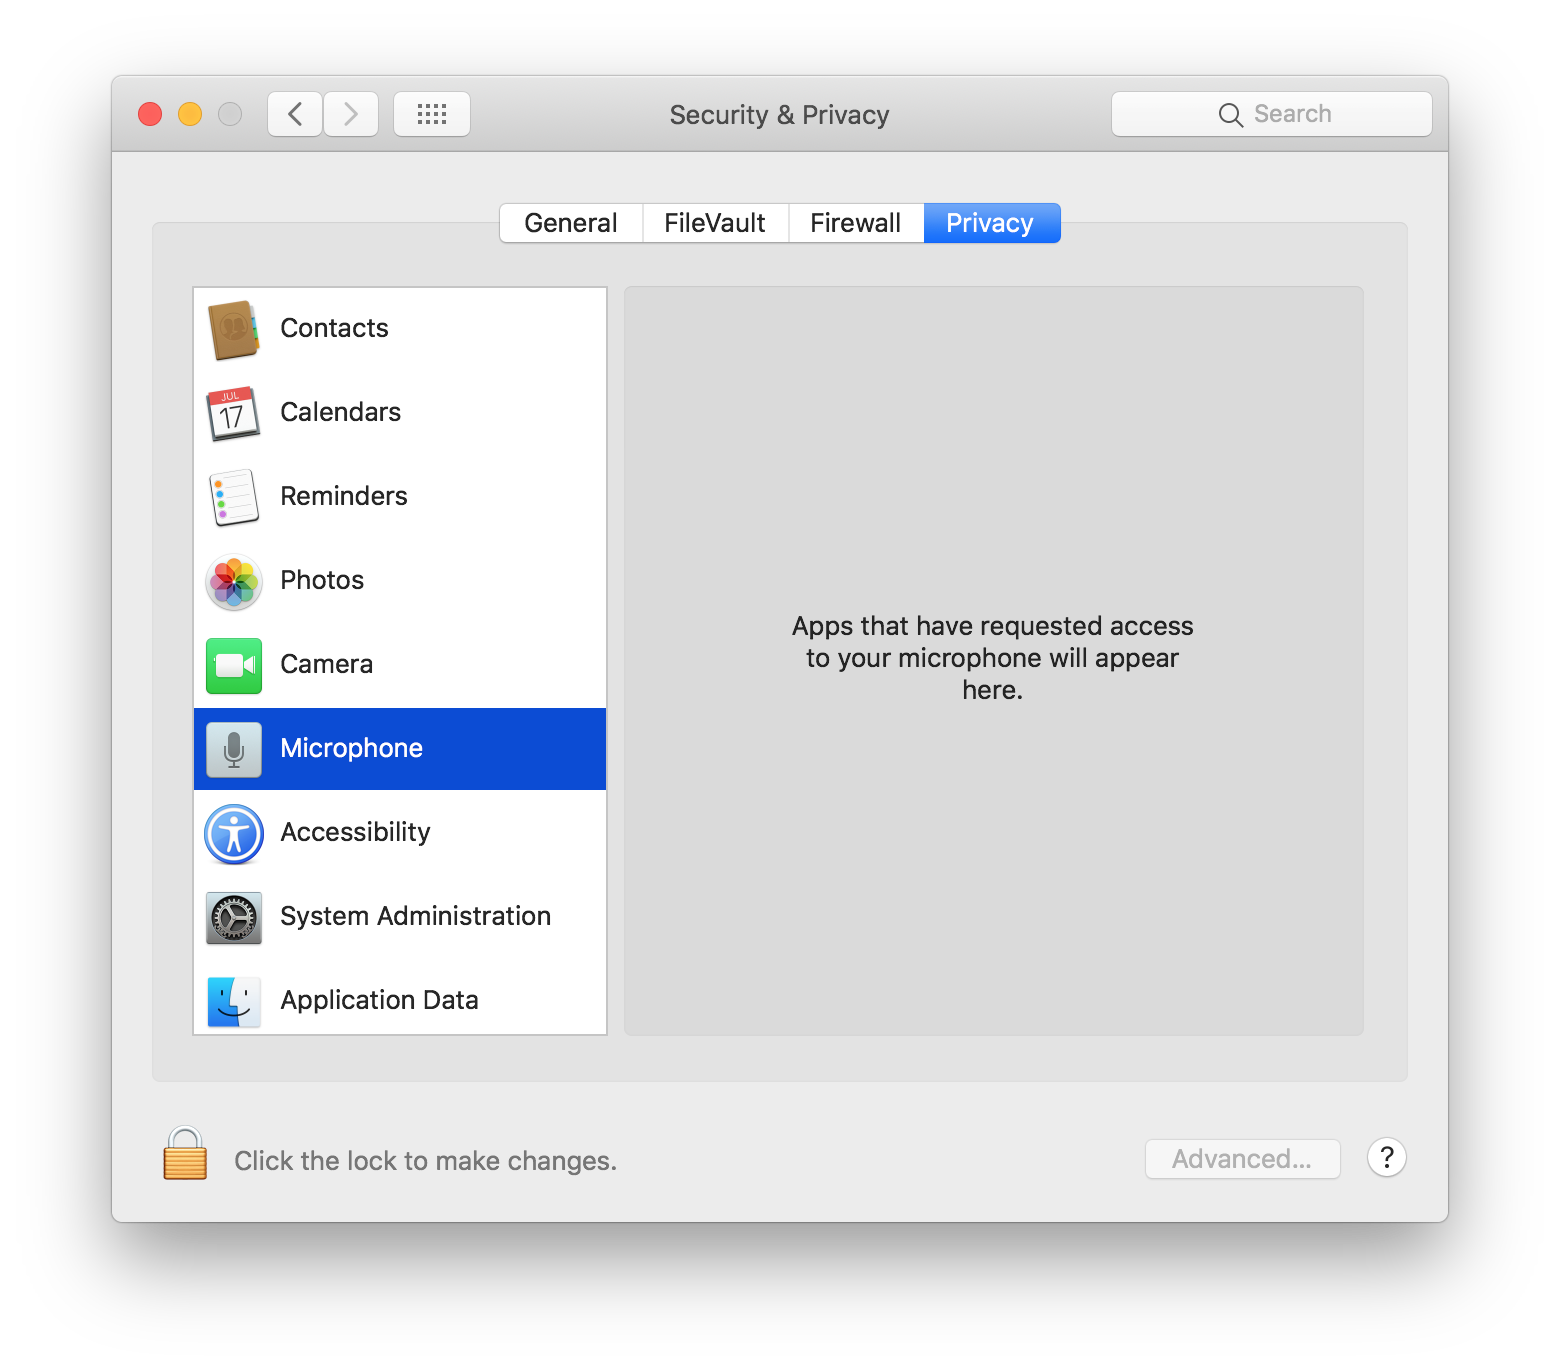 Security & Privacy
Search
General
FileVault
Firewall
Privacy
Contacts
JUL
17
Calendars
Reminders
Photos
Camera
Microphone
Accessibility
System Administration
Application Data
Apps that have requested access
to your microphone will appear
here.
Click the lock to make changes.
Advanced...
?